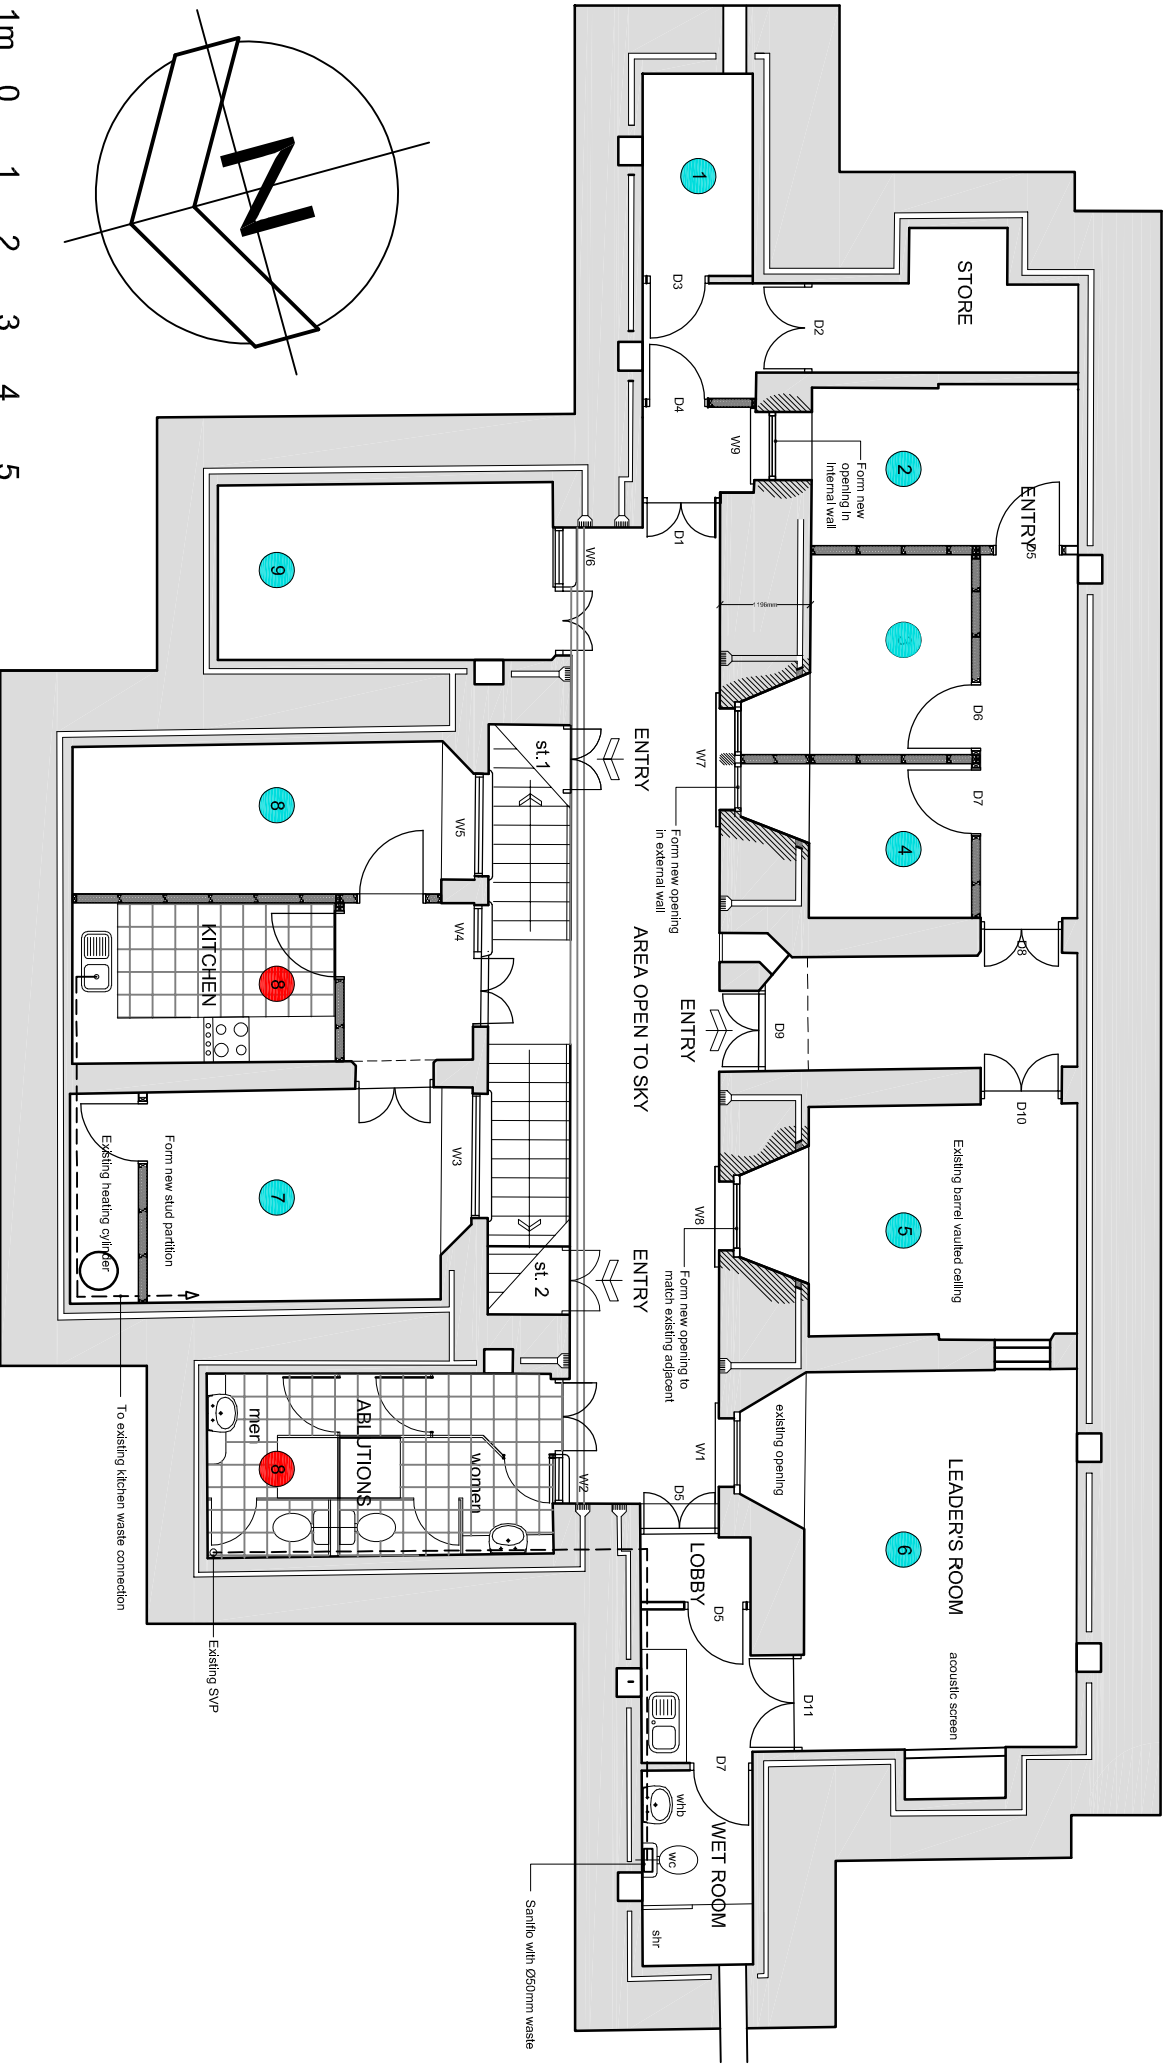 STORE
1
D3
D2
D4
W9
Form new
opening in
Internal wall
2
ENTRY
D5
D1
W6
9
1196mm
3
D6
D7
4
W7
Form new opening
in external wall
ENTRY
st.1
8
W5
W4
KITCHEN
8
AREA OPEN TO SKY
ENTRY
D9
D8
D10
Existing barrel vaulted ceiling
5
W8
Form new opening to
match existing adjacent
W3
7
Form new stud partition
Existing heating cylinder
ENTRY
st. 2
To existing kitchen waste connection
men
ABLUTIONS
women
8
W2
W1
existing opening
D5
LOBBY
D5
LEADER'S ROOM
6
acoustic screen
D11
D7
whb
wc
WET ROOM
shr
Existing SVP
Saniflo with Ø50mm waste
N
1m 0 1 2 3 4 5